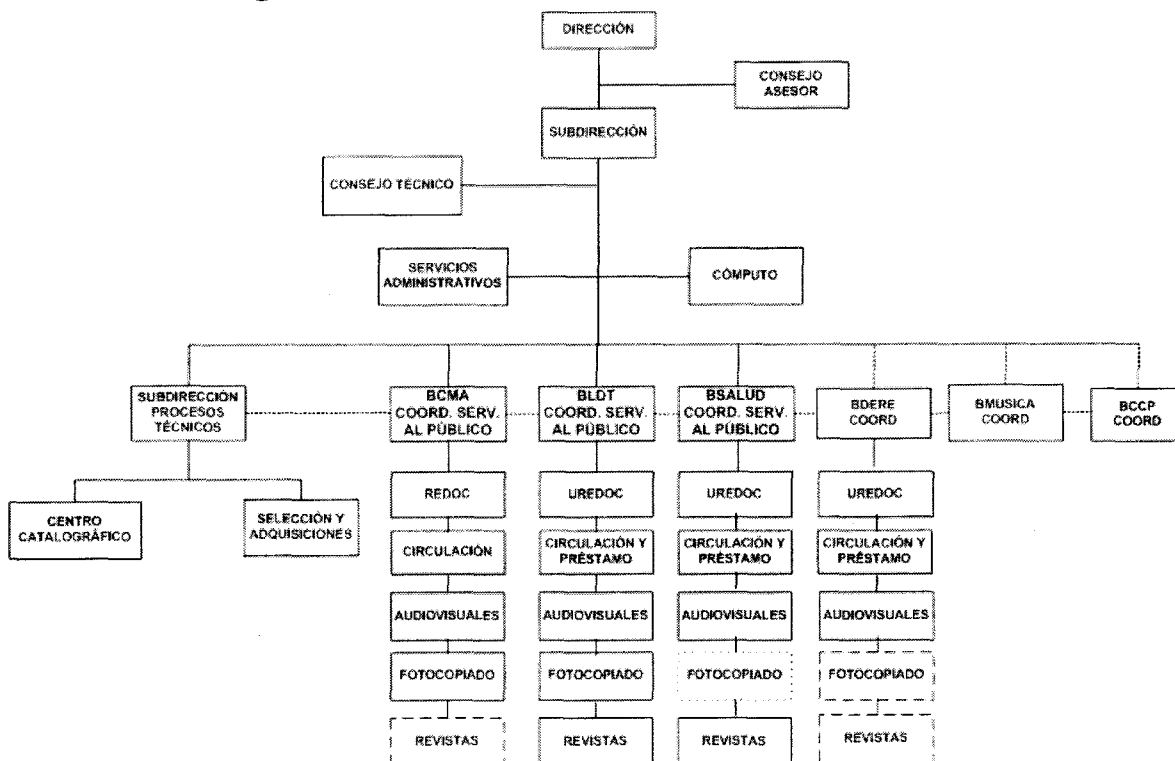 DIRECCIÓN
CONSEJO
ASESOR
SUBDIRECCIÓN
CONSEJO TÉCNICO
SERVICIOS
ADMINISTRATIVOS
CÓMPUTO
SUBDIRECCIÓN
PROCESOS
TÉCNICOS
BCMA
COORD. SERV.
AL PÚBLICO
BLDT
COORD. SERV.
AL PÚBLICO
BSALUD
COORD. SERV.
AL PÚBLICO
BDERE
COORD
BMUSICA
COORD
BCCP
COORD
CENTRO
CATALOGRÁFICO
SELECCIÓN Y
ADQUISICIONES
REDOC
UREDOC
UREDOC
UREDOC
CIRCULACIÓN
CIRCULACIÓN Y
PRÉSTAMO
CIRCULACIÓN Y
PRÉSTAMO
CIRCULACIÓN Y
PRÉSTAMO
AUDIOVISUALES
AUDIOVISUALES
AUDIOVISUALES
AUDIOVISUALES
FOTOCOPIADO
FOTOCOPIADO
FOTOCOPIADO
FOTOCOPIADO
REVISTAS
REVISTAS
REVISTAS
REVISTAS